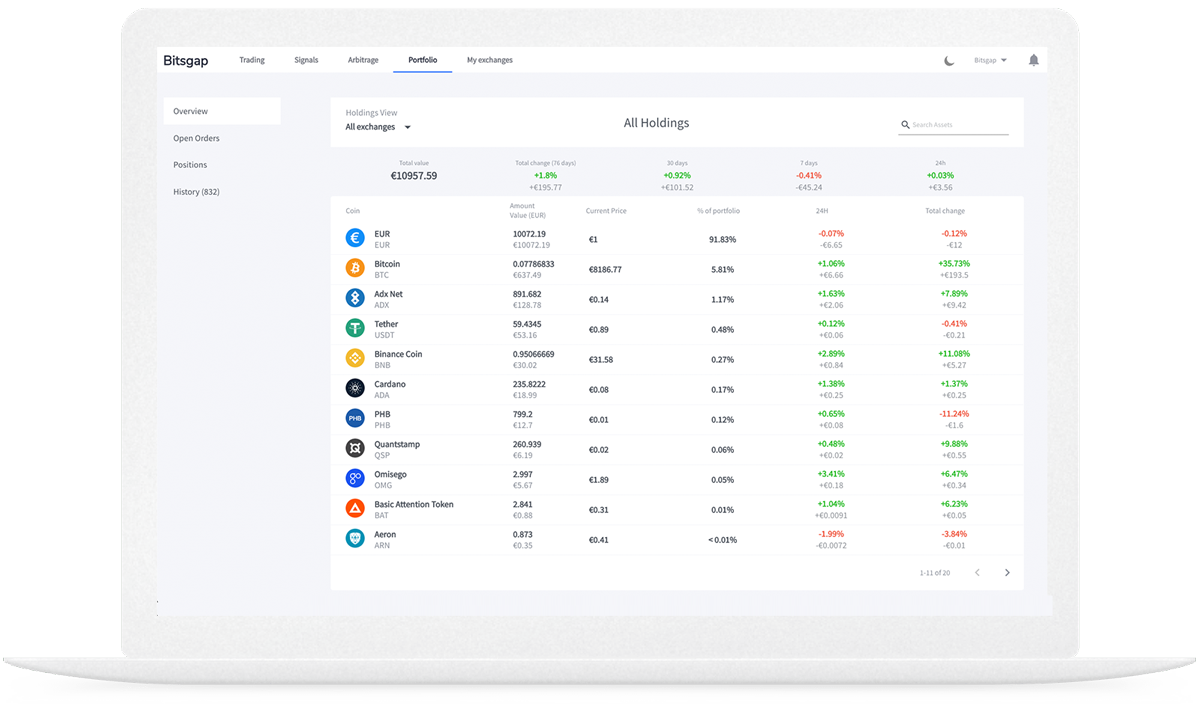 Bitsgap Trading Signals Arbitrage Portfolio My exchanges Bitsgap
Overview
Open Orders
Positions
History (832)
Holdings View
All exchanges
All Holdings
Search Assets
Total value Total change (76 days) 30 days 7 days 24h
€10957.59 +1.8% +0.92% -0.41% +0.03%
+€195.77 +€101.52 -€45.24 +€3.56
Coin Amount Current Price % of portfolio 24H Total change
Value (EUR)
EUR 10072.19 €1 91.83% -0.07% -0.12%
EUR €10072.19 -€6.65 -€12
Bitcoin 0.07786833 €8186.77 5.81% +1.06% +35.73%
BTC €637.49 +€6.66 +€193.5
Adx Net 891.682 €0.14 1.17% +1.63% +7.89%
ADX €128.78 +€2.06 +€9.42
Tether 59.4345 €0.89 0.48% +0.12% -0.41%
USDT €53.16 +€0.06 -€0.21
Binance Coin 0.95066669 €31.58 0.27% +2.89% +11.08%
BNB €30.02 +€0.84 +€5.27
Cardano 235.8222 €0.08 0.17% +1.38% +1.37%
ADA €18.99 +€0.25 +€0.25
PHB PHB 799.2 €0.01 0.12% +0.65% -11.24%
PHB €12.7 +€0.08 -€1.6
Quantstamp 260.939 €0.02 0.06% +0.48% +9.88%
QSP €6.19 +€0.02 +€0.55
Omisego 2.997 €1.89 0.05% +3.41% +6.47%
OMG €5.67 +€0.18 +€0.34
Basic Attention Token 2.841 €0.31 0.01% +1.04% +6.23%
BAT €0.88 +€0.0091 +€0.05
Aeron 0.873 €0.41 <0.01% -1.99% -3.84%
ARN €0.35 -€0.0072 -€0.01
1-11 of 20